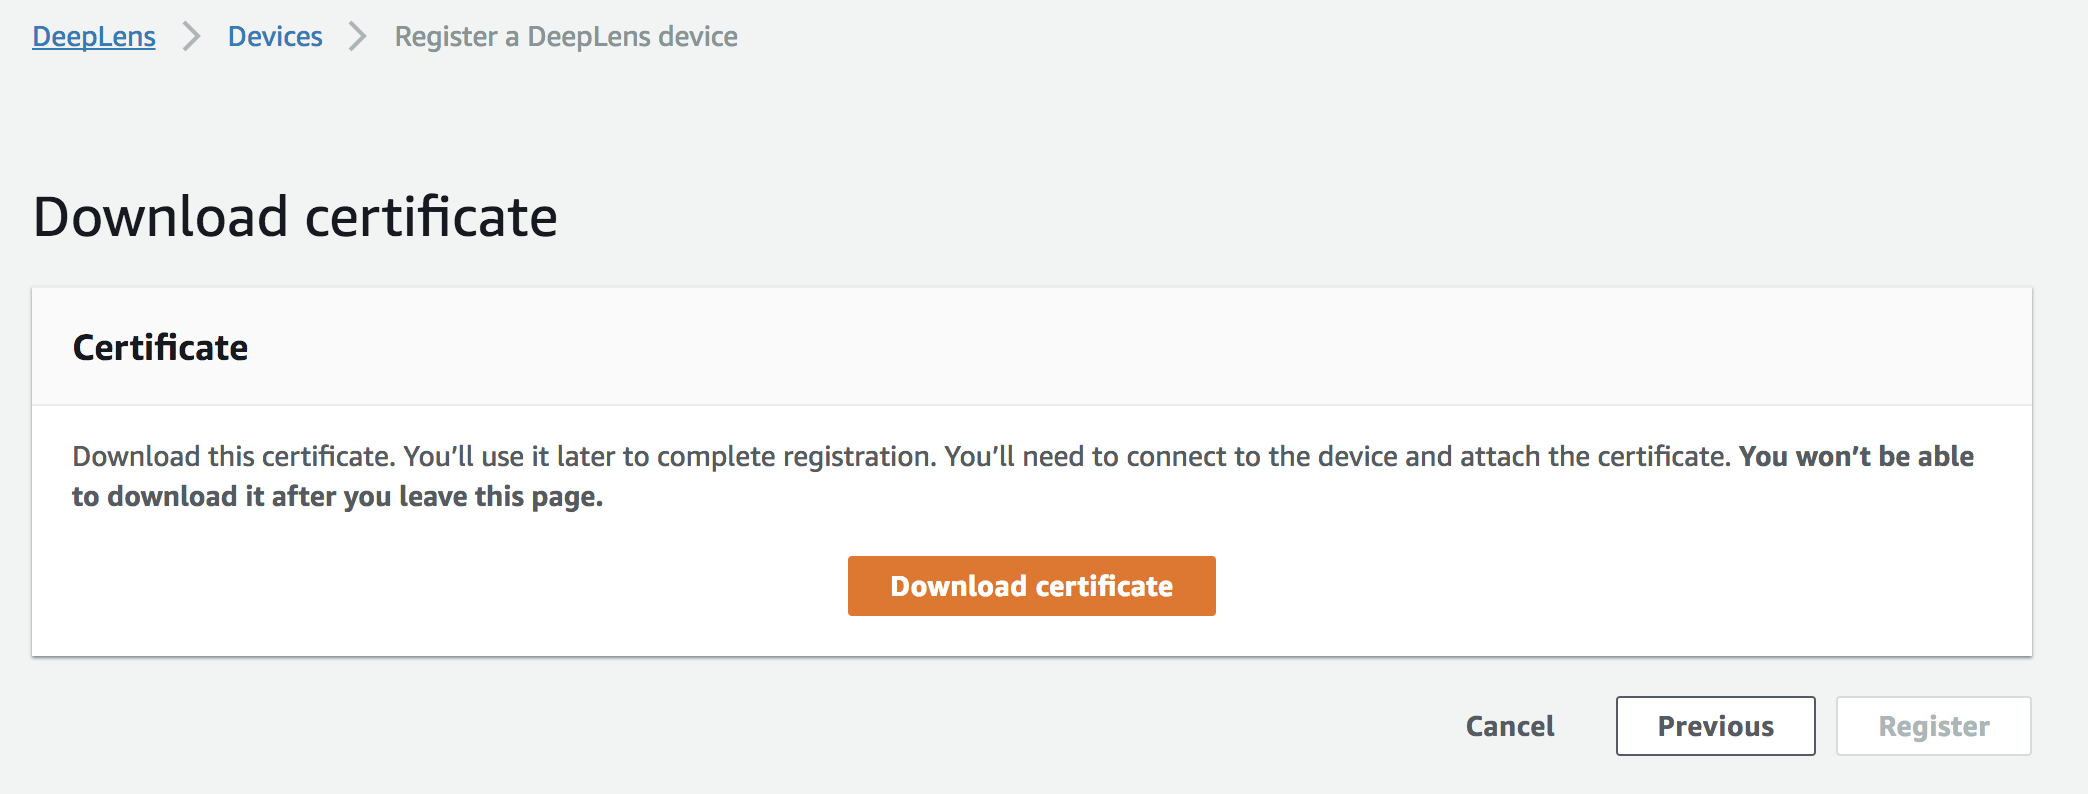 DeepLens > Devices > Register a DeepLens device
Download certificate
Certificate
Download this certificate. You’ll use it later to complete registration. You’ll need to connect to the device and attach the certificate. You won’t be able
to download it after you leave this page.
Download certificate
Cancel Previous Register